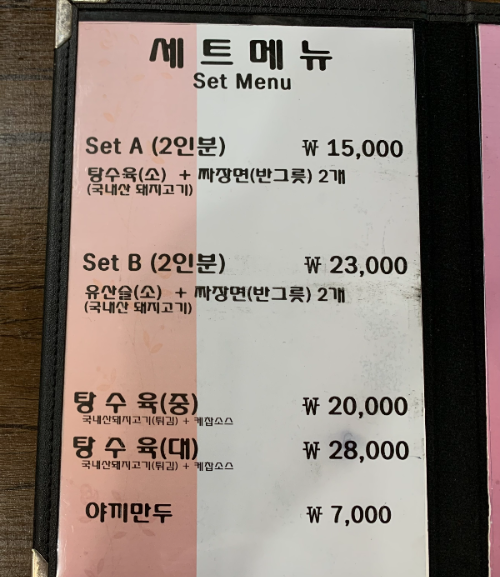 세트메뉴
Set Menu
Set A (2인분) ₩ 15,000
탕수육(소) + 짜장면(반그릇) 2개
(국내산 돼지고기)
Set B (2인분) ₩ 23,000
유산슬(소) + 짜장면(반그릇) 2개
(국내산 돼지고기)
탕 수 육(중) ₩ 20,000
국내산돼지고기(튀김) + 케찹소스
탕 수 육(대) ₩ 28,000
국내산돼지고기(튀김) + 케찹소스
야끼만두 ₩ 7,000